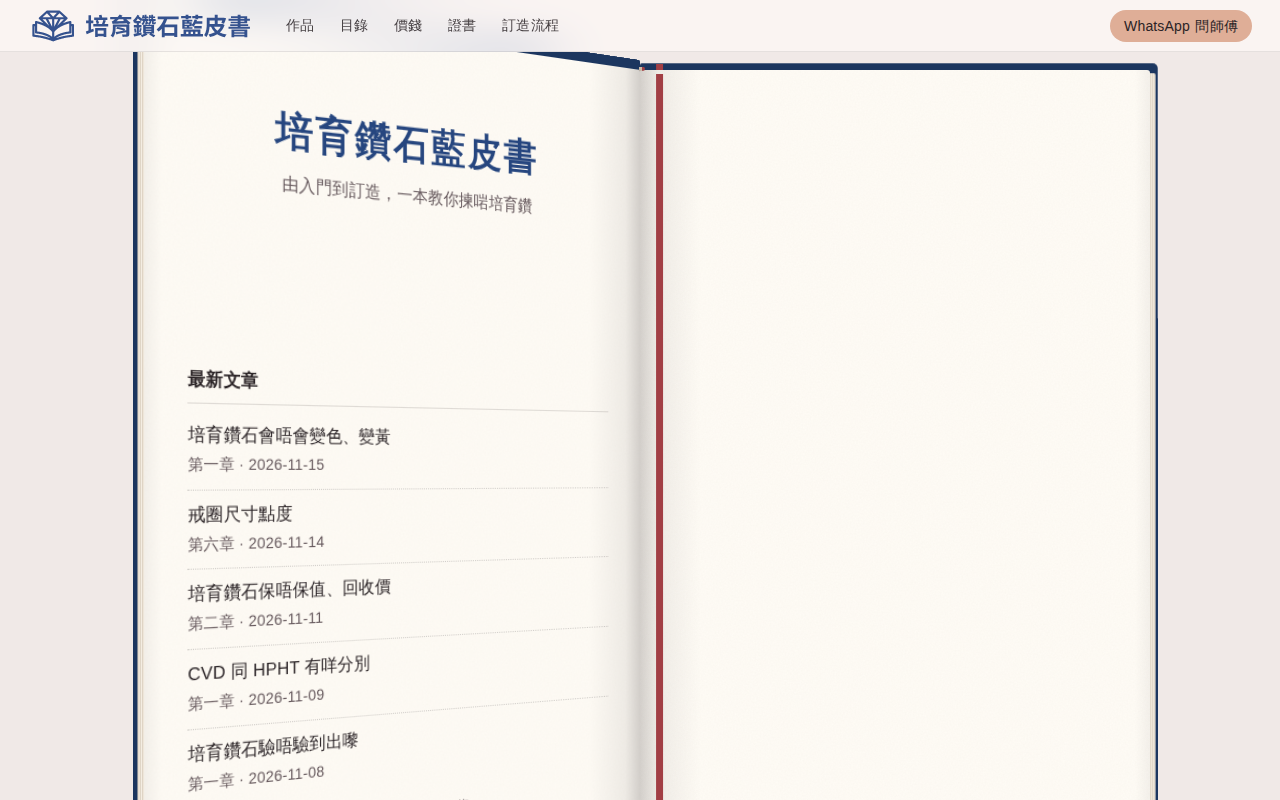 培育鑽石藍皮書
作品
目錄
價錢
證書
訂造流程
WhatsApp 問師傅
培育鑽石藍皮書
由入門到訂造，一本教你揀啱培育鑽
最新文章
培育鑽石會唔會變色、變黃
第一章 · 2026-11-15
戒圈尺寸點度
第六章 · 2026-11-14
培育鑽石保唔保值、回收價
第二章 · 2026-11-11
CVD 同 HPHT 有咩分別
第一章 · 2026-11-09
培育鑽石驗唔驗到出嚟
第一章 · 2026-11-08